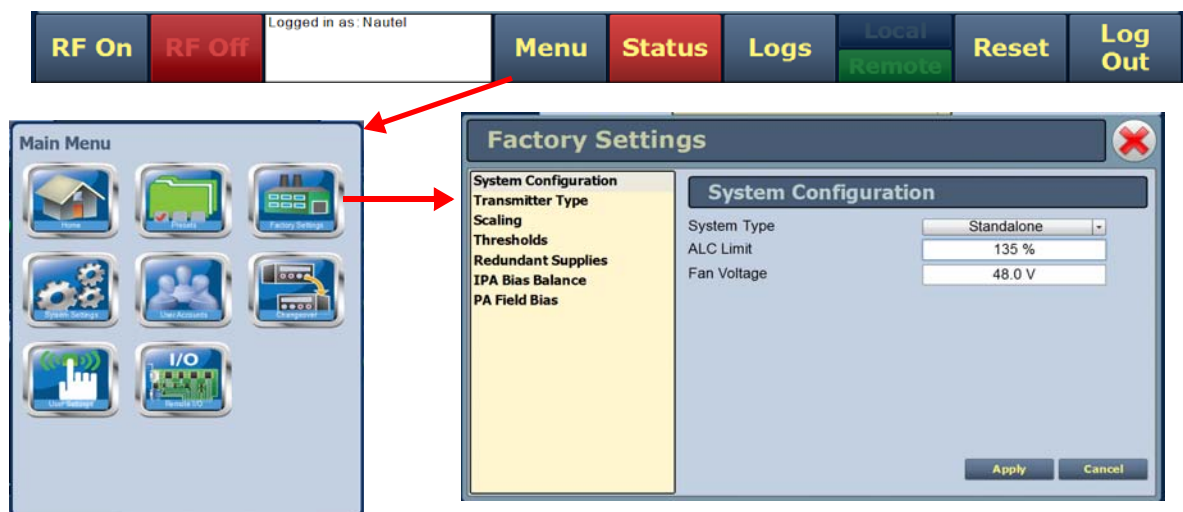 Logged in as: Nautel
RF On
RF Off
Menu
Status
Logs
Local
Remote
Reset
Log
Out
Main Menu
Home
Presets
Factory Settings
System Settings
User Accounts
Changeover
User Settings
I/O
Remote I/O
Factory Settings
System Configuration
Transmitter Type
Scaling
Thresholds
Redundant Supplies
IPA Bias Balance
PA Field Bias
System Configuration
System Type
Standalone
ALC Limit
135 %
Fan Voltage
48.0 V
Apply
Cancel